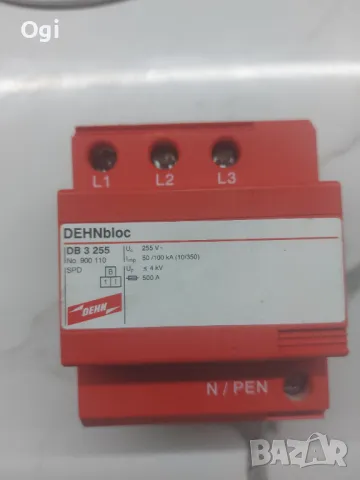 Ogi
L1 L2 L3
DEHNbloc
DB 3 255
No. 900 110
SPD
B
Uc 255 V~
Iimp 50 /100 kA (10/350)
Up ≤ 4 kV
500 A
DEHN
N / PEN
BAZAR